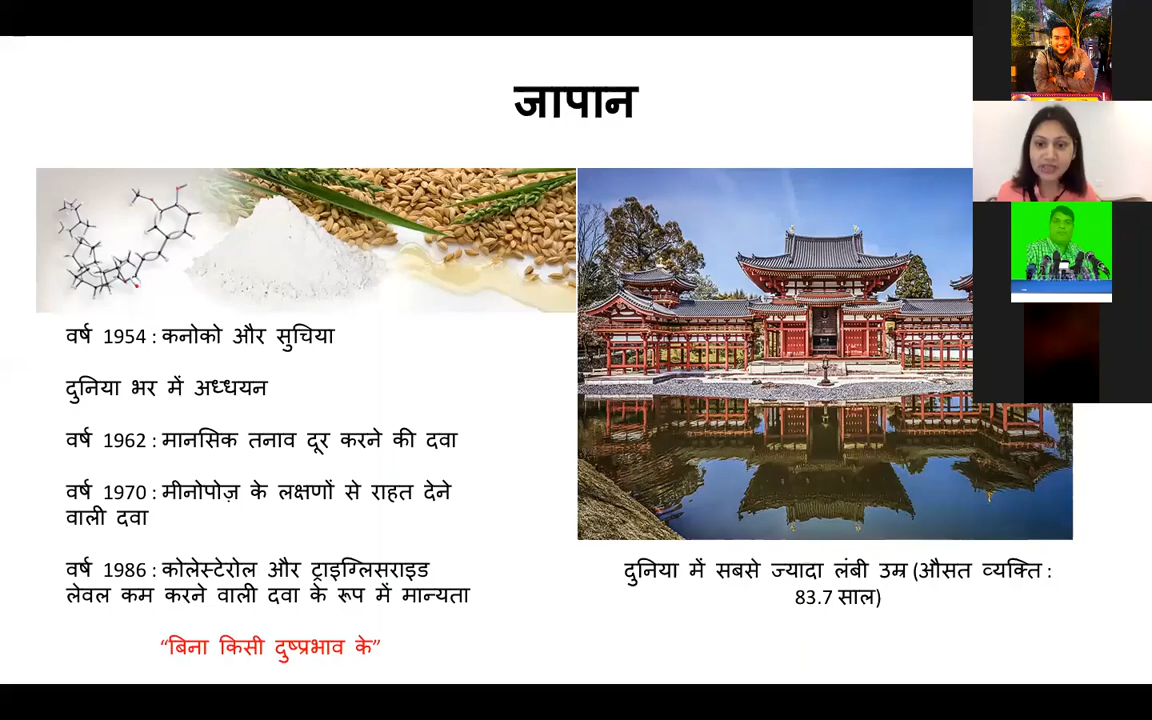 जापान
वर्ष 1954 : कनोको और सुचिया
दुनिया भर में अध्धयन
वर्ष 1962 : मानसिक तनाव दूर करने की दवा
वर्ष 1970 : मीनोपोज़ के लक्षणों से राहत देने
वाली दवा
वर्ष 1986 : कोलेस्टेरोल और ट्राइग्लिसराइड
लेवल कम करने वाली दवा के रूप में मान्यता
“बिना किसी दुष्प्रभाव के”
दुनिया में सबसे ज्यादा लंबी उम्र (औसत व्यक्ति :
83.7 साल)